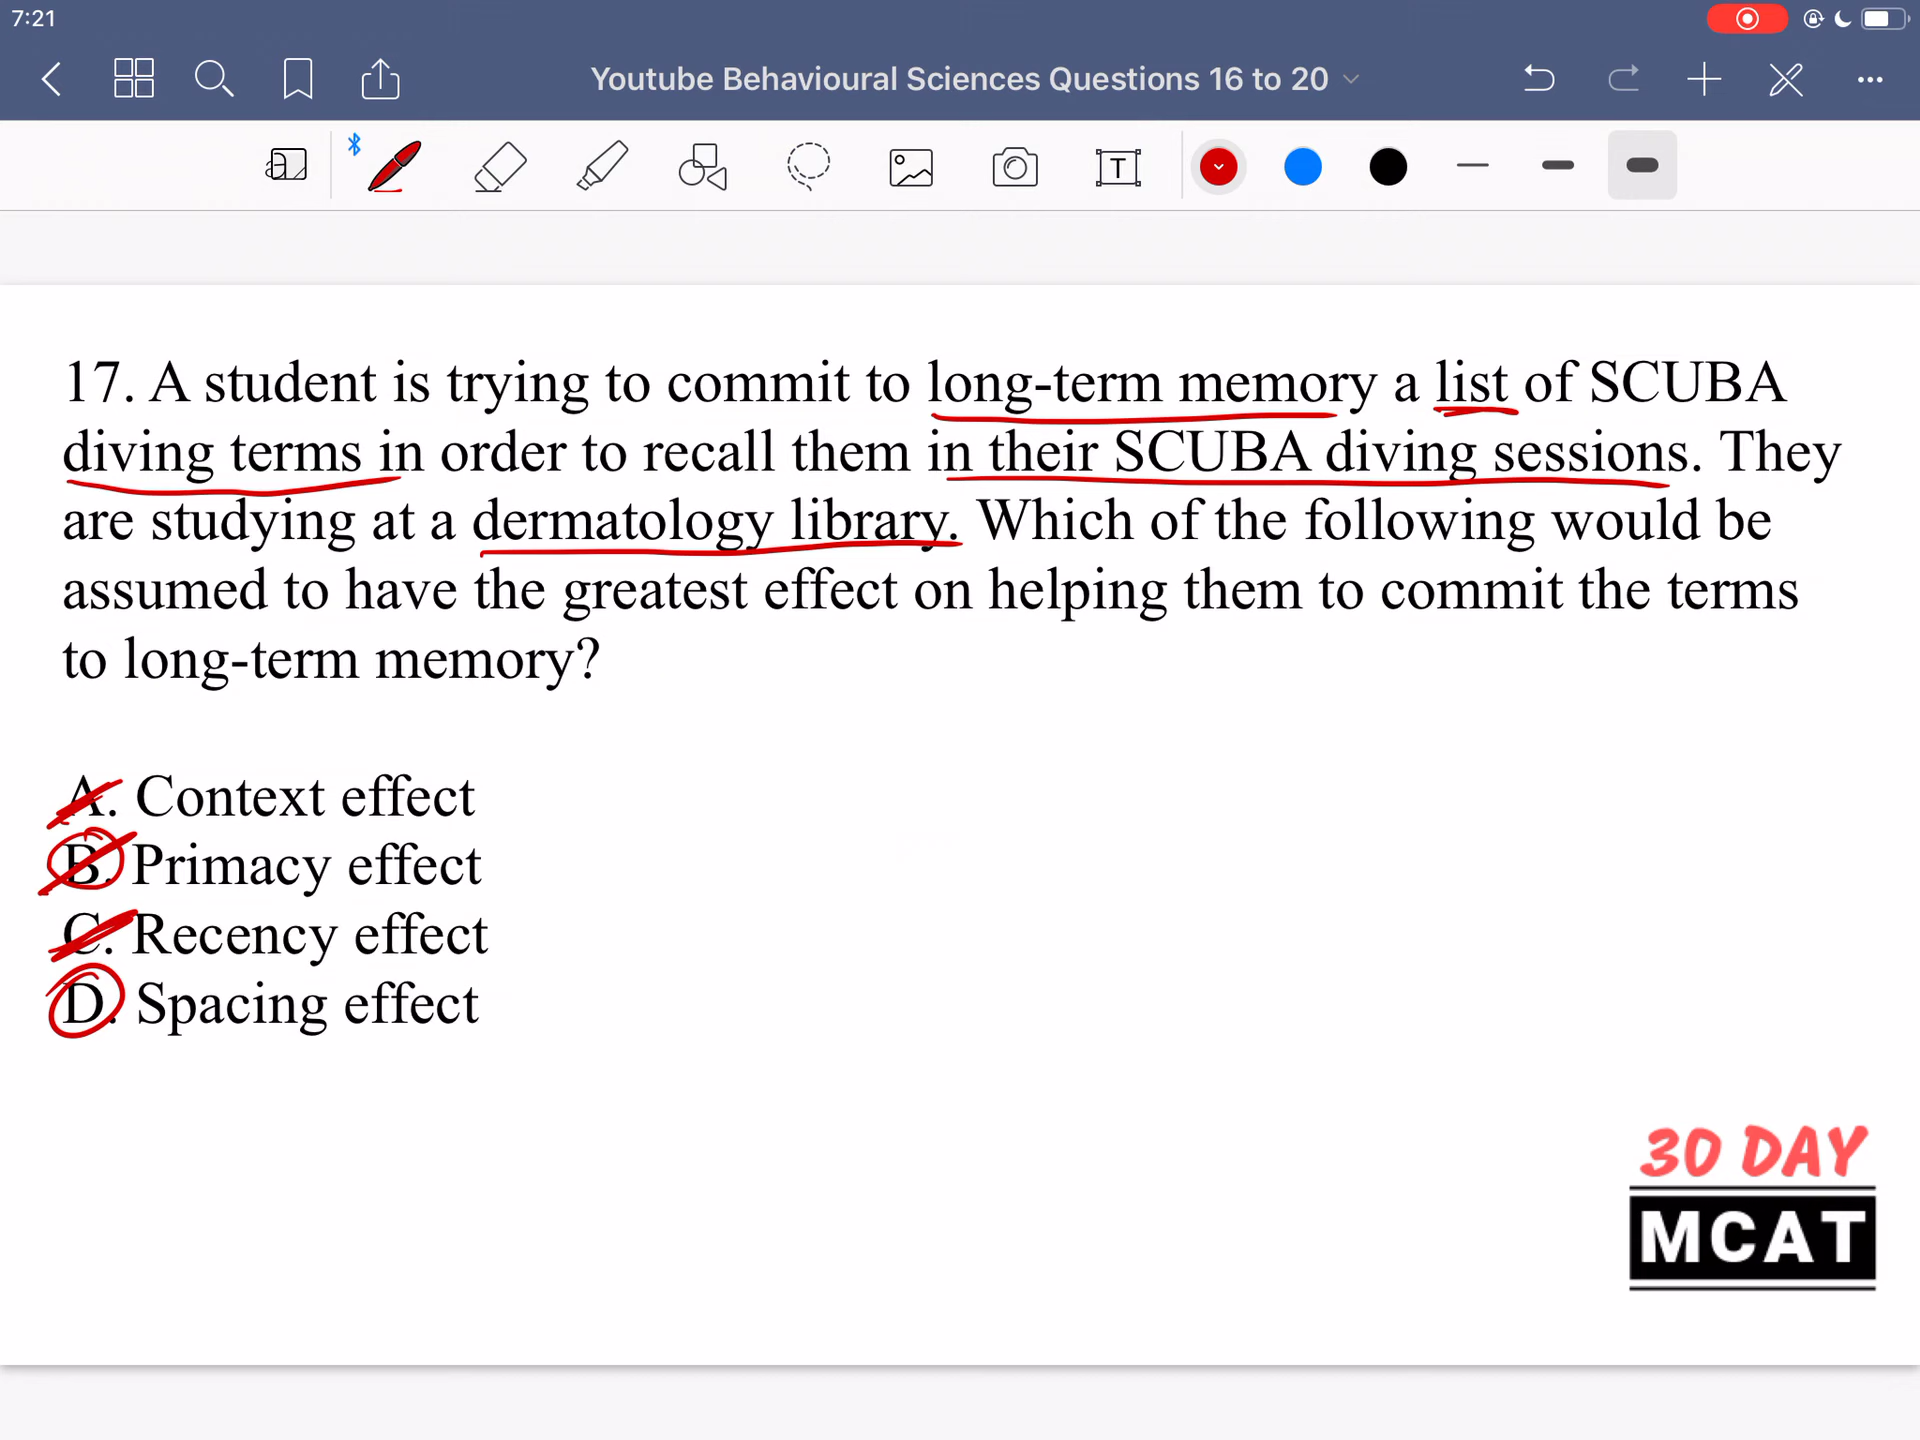 7:21
Youtube Behavioural Sciences Questions 16 to 20
T
17. A student is trying to commit to long-term memory a list of SCUBA
diving terms in order to recall them in their SCUBA diving sessions. They
are studying at a dermatology library. Which of the following would be
assumed to have the greatest effect on helping them to commit the terms
to long-term memory?
A. Context effect
B. Primacy effect
C. Recency effect
D. Spacing effect
30 DAY
MCAT